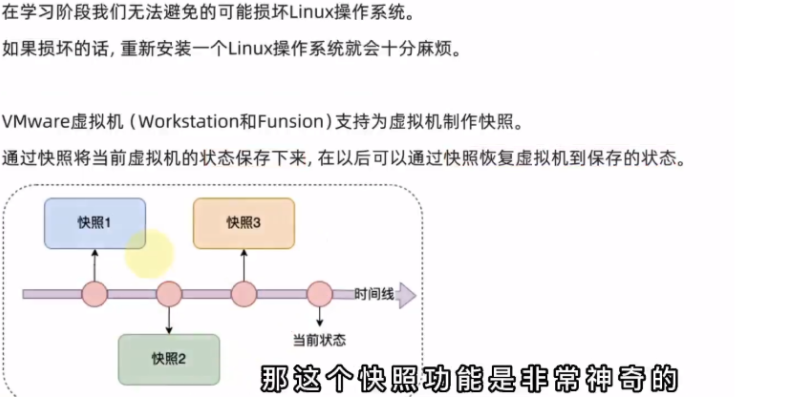 在学习阶段我们无法避免的可能损坏Linux操作系统。
如果损坏的话，重新安装一个Linux操作系统就会十分麻烦。
VMware虚拟机（Workstation和Funsion）支持为虚拟机制作快照。
通过快照将当前虚拟机的状态保存下来，在以后可以通过快照恢复虚拟机到保存的状态。
快照1
快照3
时间线
当前状态
快照2
那这个快照功能是非常神奇的